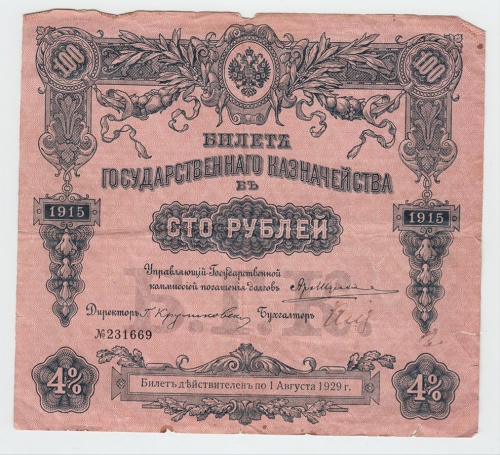 100 100
БИЛЕТЪ
ГОСУДАРСТВЕННАГО КАЗНАЧЕЙСТВА
ВЪ
1915 1915
СТО РУБЛЕЙ
Управляющій Государственной
коммиссіей погашенія долговъ
Директоръ Бухгалтеръ
№231669
4% 4%
Билетъ дѣйствителенъ по 1 Августа 1929 г.